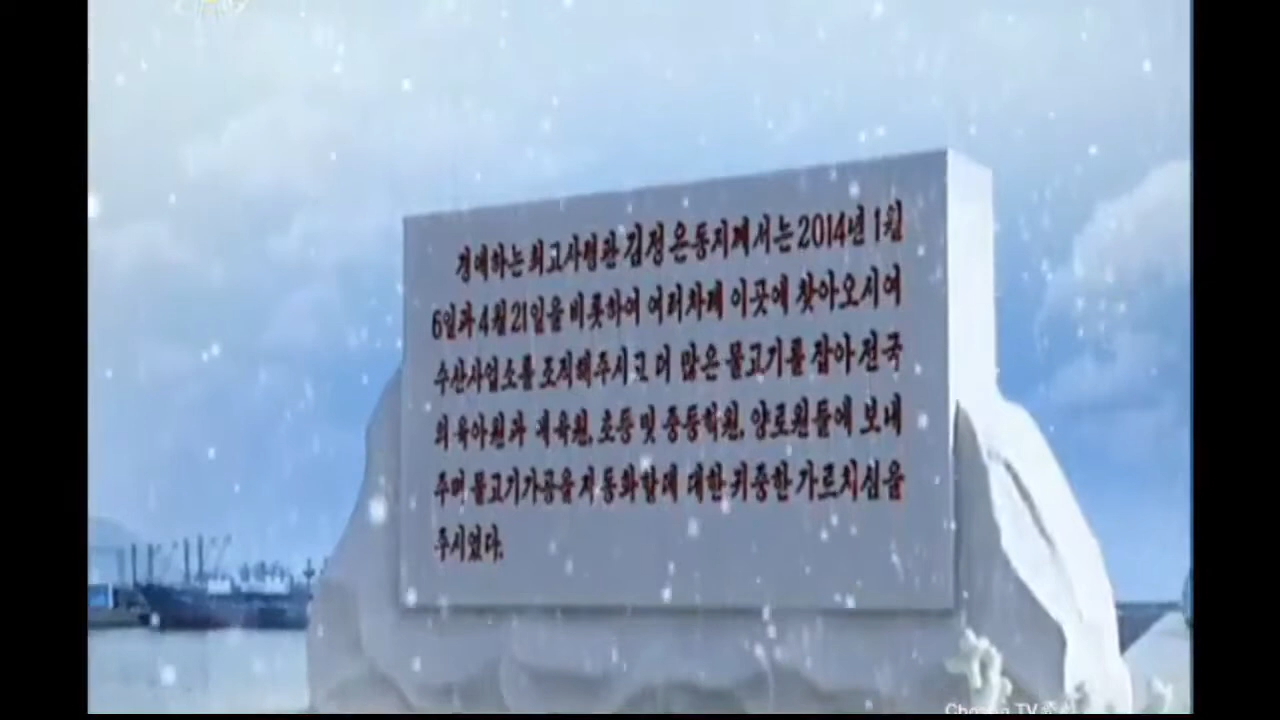 경애하는 최고사령관 김정은동지께서는 2014년 1월
6일과 4월 21일을 비롯하여 여러차례 이곳에 찾아오시여
수산사업소를 조직해주시고 더 많은 물고기를 잡아 전국
의 육아원과 애육원, 초등 및 중등학원, 양로원들에 보내
주며 물고기가공을 자동화할데 대한 귀중한 가르치심을
주시였다.
TV